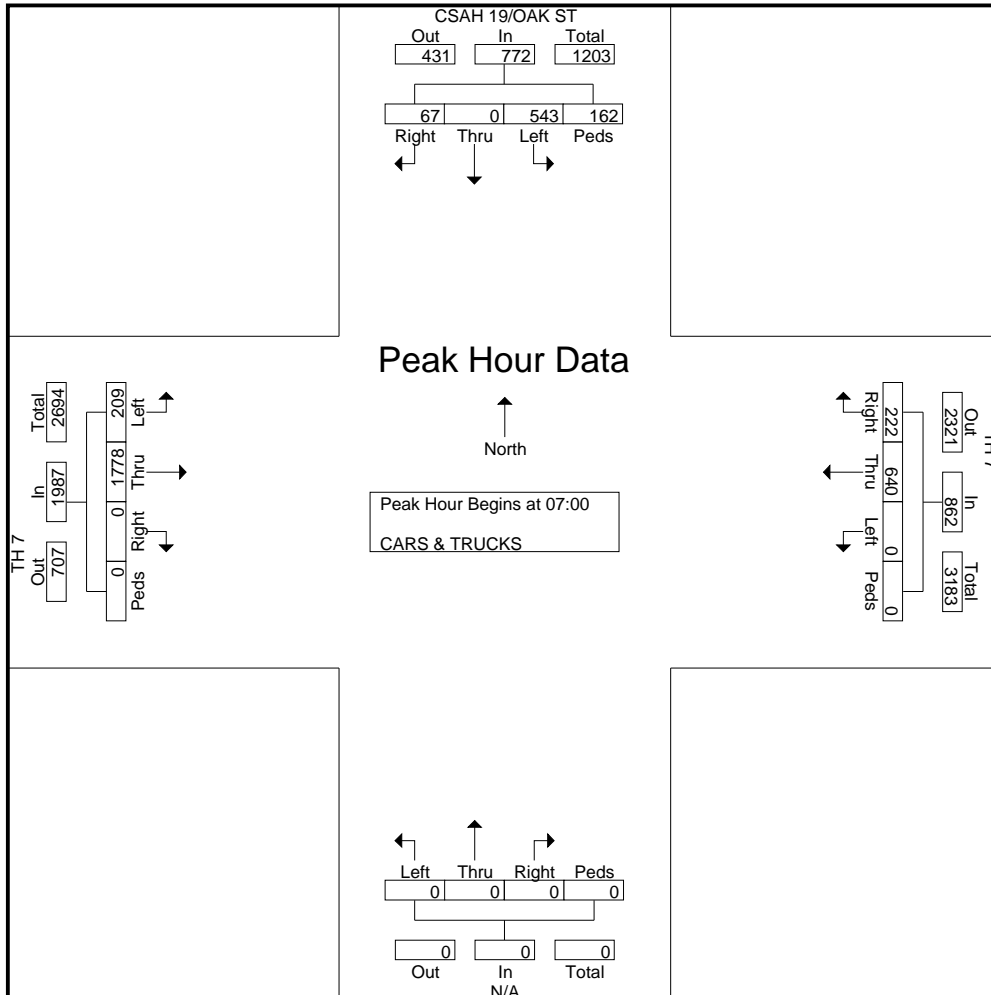 CSAH 19/OAK ST
Out In Total
431 772 1203
67 0 543 162
Right Thru Left Peds
Peak Hour Data
North
Peak Hour Begins at 07:00
CARS & TRUCKS
TH 7
Out In Total
707 1987 2694
209 1778 0 0
Left Thru Right Peds
TH 7
Out In Total
2321 862 3183
222 640 0 0
Right Thru Left Peds
Left Thru Right Peds
0 0 0 0
0 0 0
Out In Total
N/A